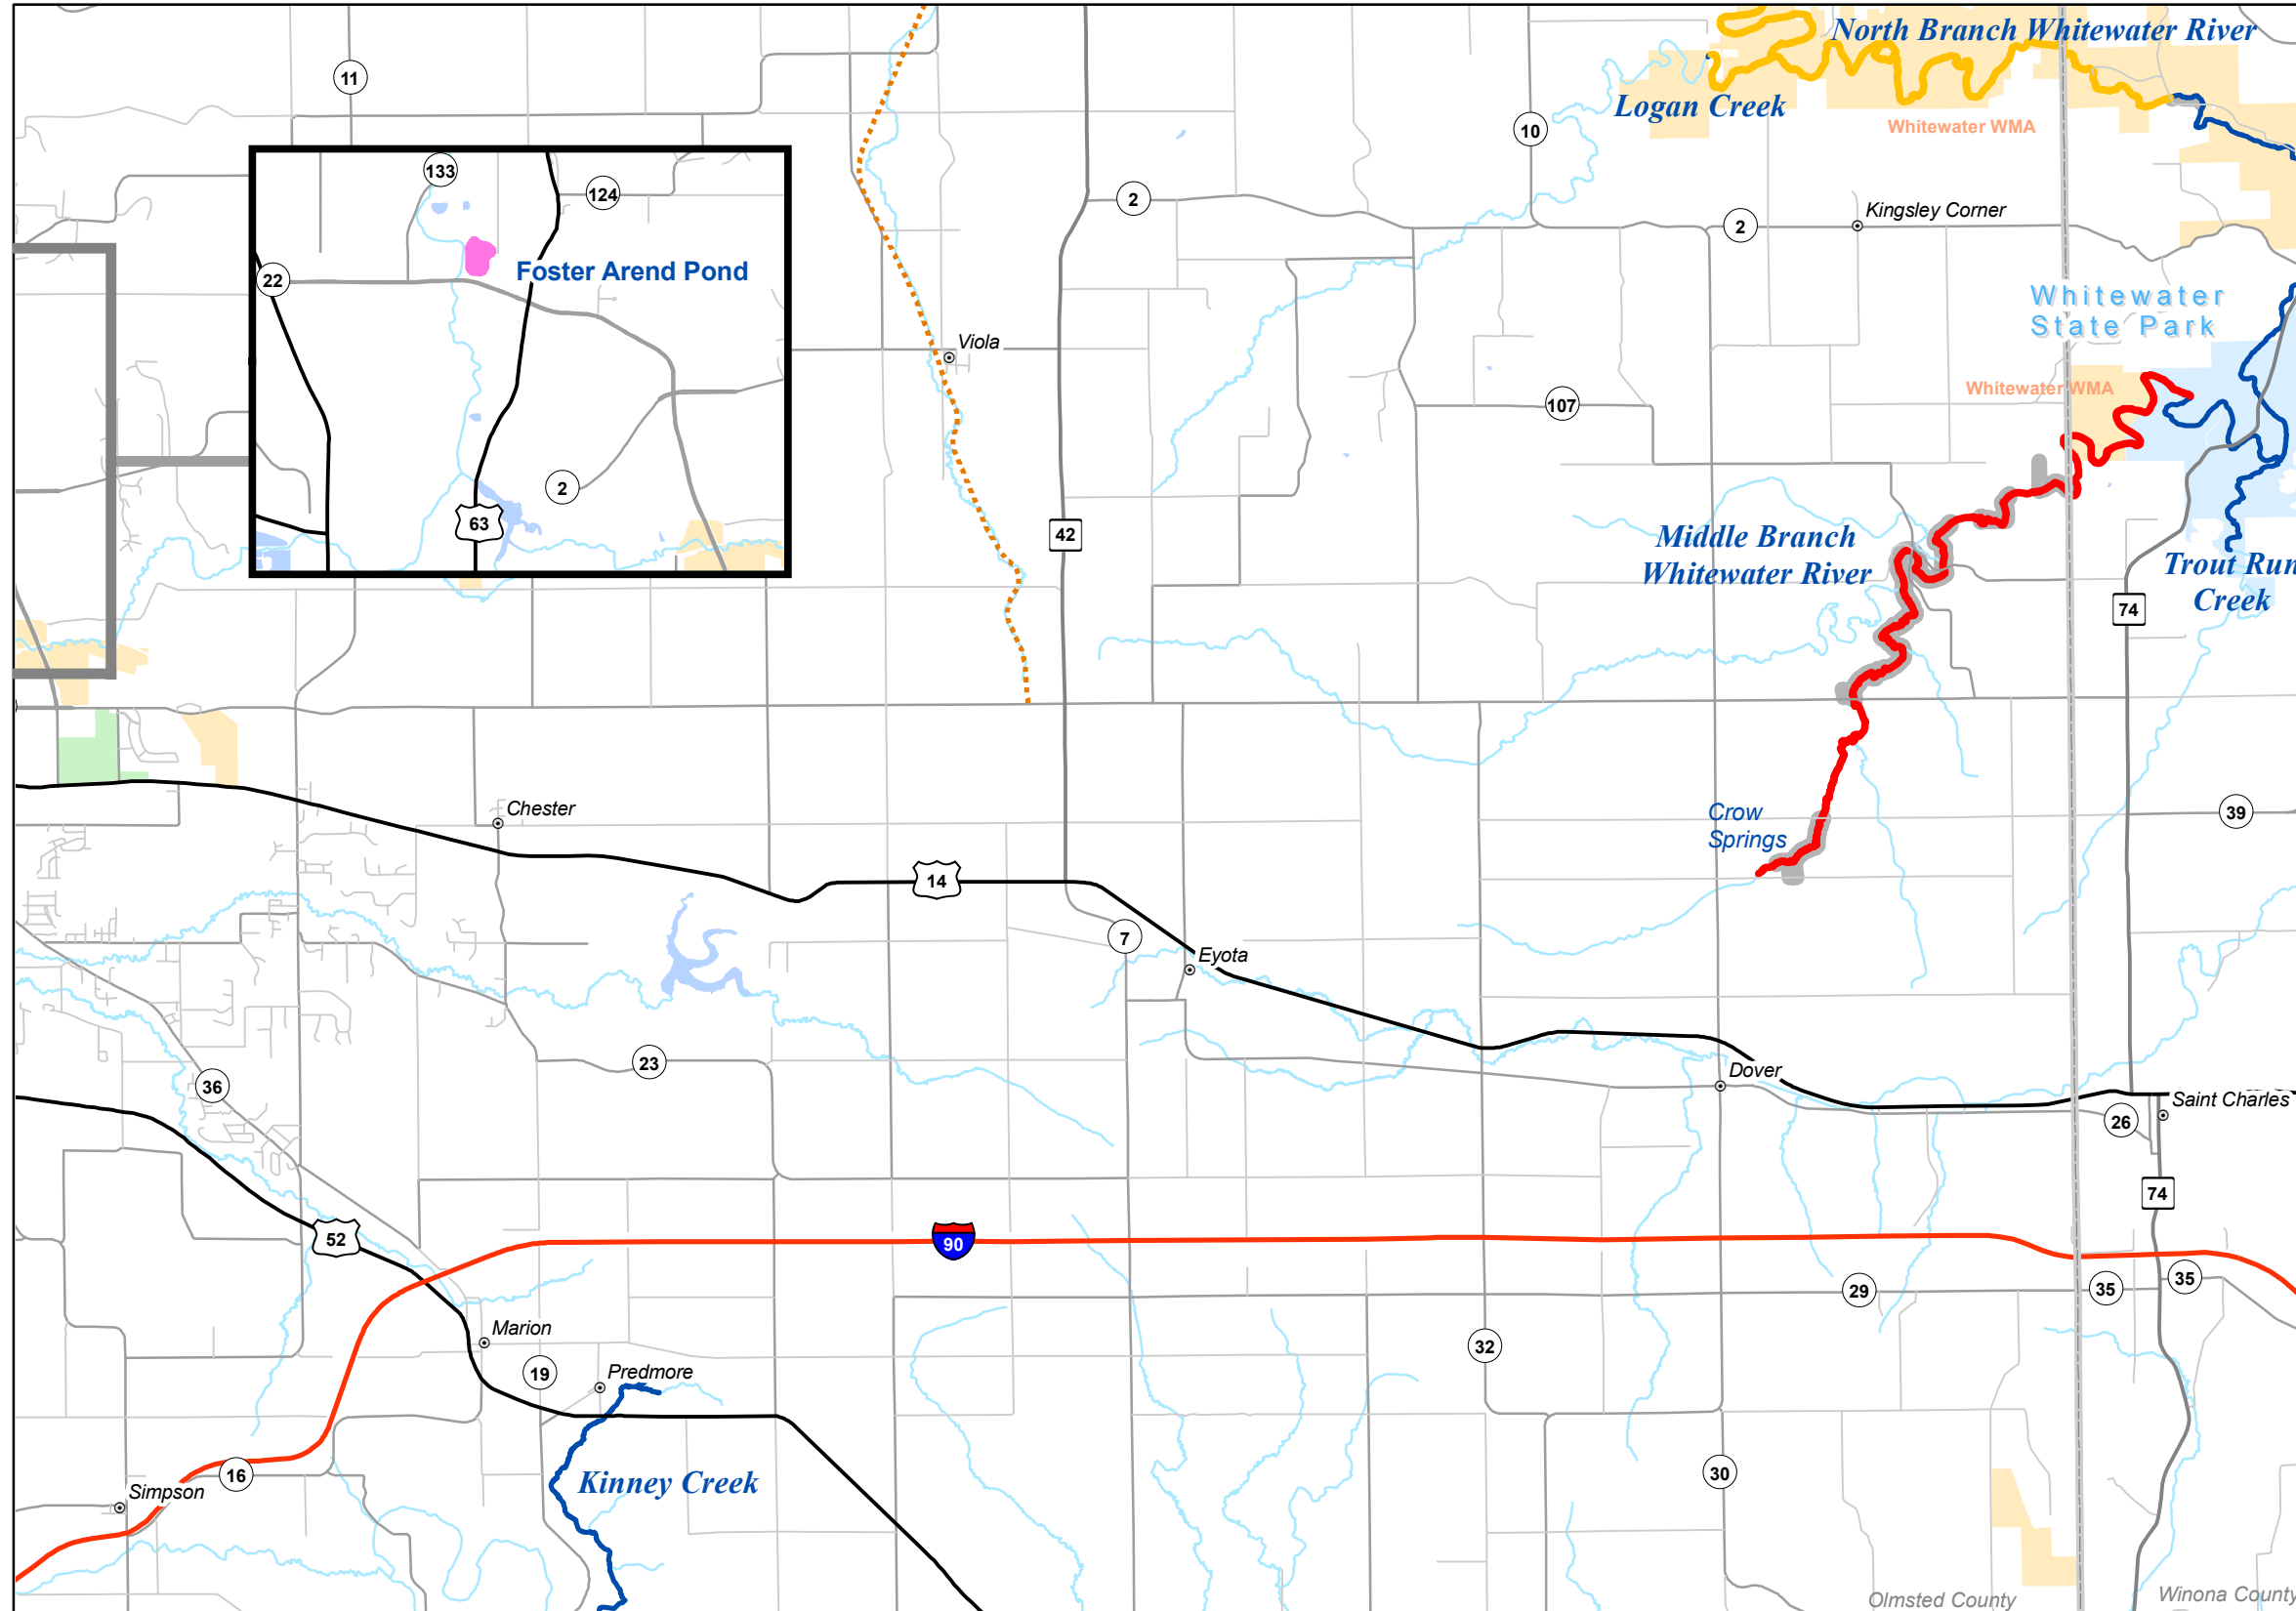 North Branch Whitewater River
11
Logan Creek
10
Whitewater WMA
133
124
2
Kingsley Corner
2
22
Foster Arend Pond
Whitewater
State Park
Viola
Whitewater WMA
107
2
63
42
Middle Branch
Whitewater River
Trout Run
Creek
74
Chester
Crow
Springs
39
14
7
Eyota
23
36
Dover
Saint Charles
26
74
52
90
29
35
35
Marion
32
19
Predmore
16
Kinney Creek
30
Simpson
Olmsted County
Winona County